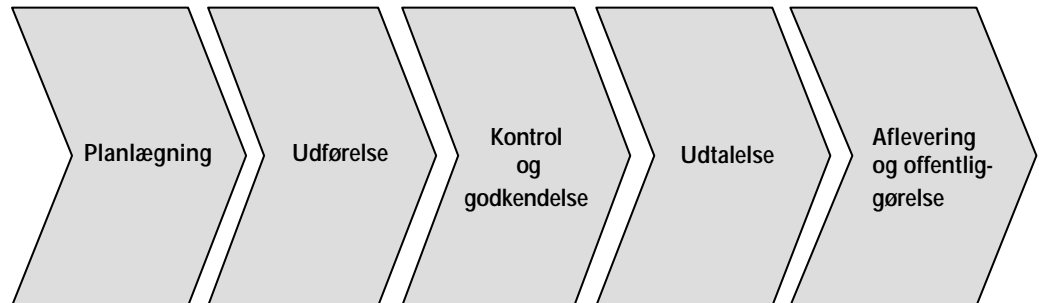 Planlægning
Udførelse
Kontrol
og
godkendelse
Udtalelse
Aflevering
og offentlig-
gørelse